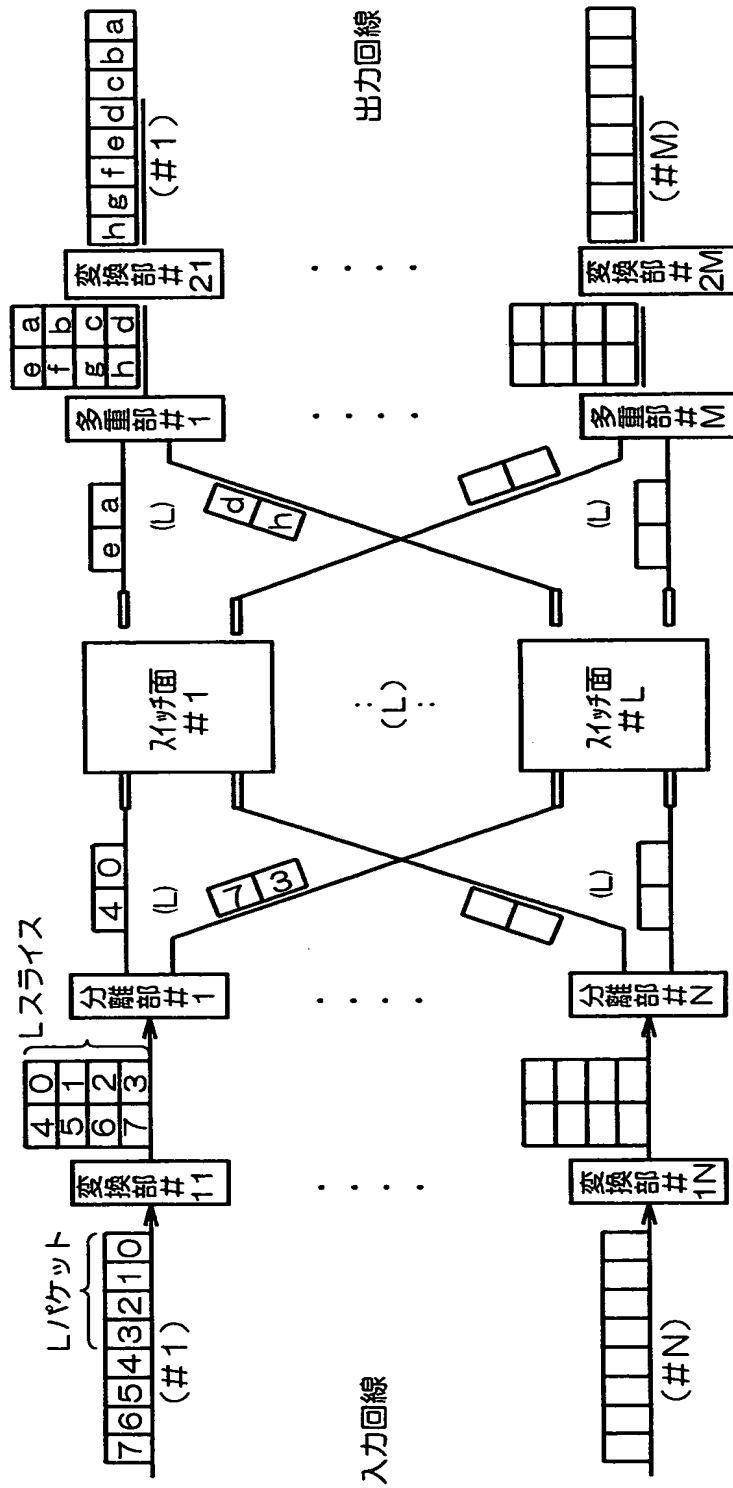 Lパケット
7 6 5 4 3 2 1 0
(#1)
変換部#11
4 0
5 1
6 2
7 3
Lスライス
分離部#1
4 0
(L)
7 3
スイッチ面
#1
e a
(L)
d h
多重部#1
e a
f b
g c
h d
変換部#21
h g f e d c b a
(#1)
入力回線
‥
(L)
‥
出力回線
(#N)
変換部#1N
分離部#N
(L)
スイッチ面
#L
(L)
多重部#M
変換部#2M
(#M)